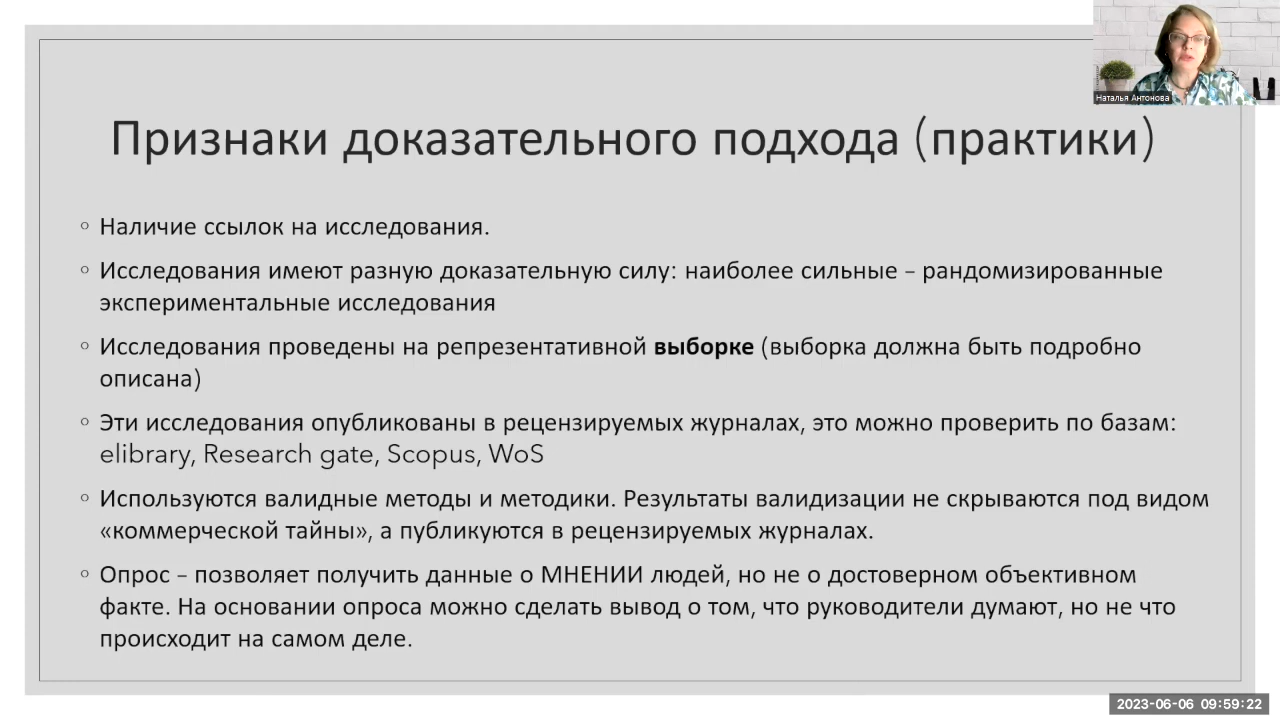 Наталья Антонова
Признаки доказательного подхода (практики)
◦ Наличие ссылок на исследования.
◦ Исследования имеют разную доказательную силу: наиболее сильные – рандомизированные
экспериментальные исследования
◦ Исследования проведены на репрезентативной выборке (выборка должна быть подробно
описана)
◦ Эти исследования опубликованы в рецензируемых журналах, это можно проверить по базам:
elibrary, Research gate, Scopus, WoS
◦ Используются валидные методы и методики. Результаты валидизации не скрываются под видом
«коммерческой тайны», а публикуются в рецензируемых журналах.
◦ Опрос – позволяет получить данные о МНЕНИИ людей, но не о достоверном объективном
факте. На основании опроса можно сделать вывод о том, что руководители думают, но не что
происходит на самом деле.
2023-06-06 09:59:22